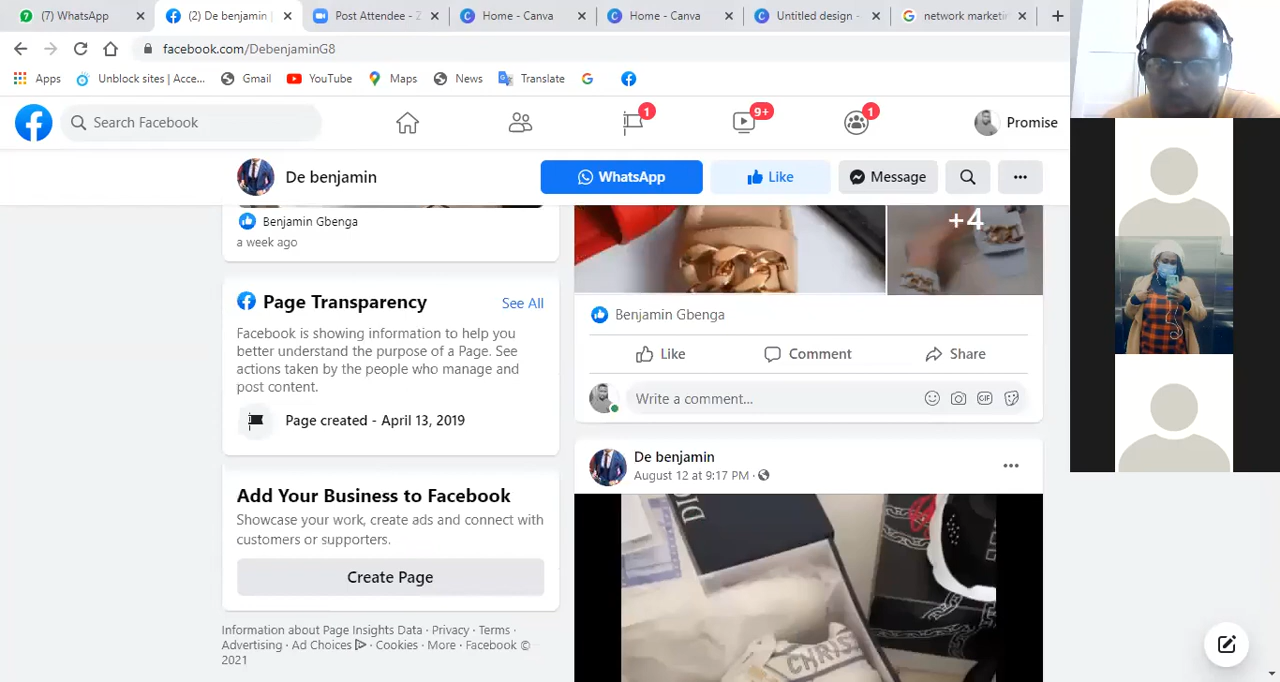 (7) WhatsApp
(2) De benjamin
Post Attendee - Z
Home - Canva
Home - Canva
Untitled design -
network marketin
facebook.com/DebenjaminG8
Apps
Unblock sites | Acce...
Gmail
YouTube
Maps
News
Translate
Search Facebook
1
9+
1
Promise
De benjamin
WhatsApp
Like
Message
Benjamin Gbenga
a week ago
Page Transparency
See All
Facebook is showing information to help you
better understand the purpose of a Page. See
actions taken by the people who manage and
post content.
Page created - April 13, 2019
Add Your Business to Facebook
Showcase your work, create ads and connect with
customers or supporters.
Create Page
Information about Page Insights Data · Privacy · Terms ·
Advertising · Ad Choices · Cookies · More · Facebook ©
2021
+4
Benjamin Gbenga
Like
Comment
Share
Write a comment...
GIF
De benjamin
August 12 at 9:17 PM ·
DIO
CHRIS